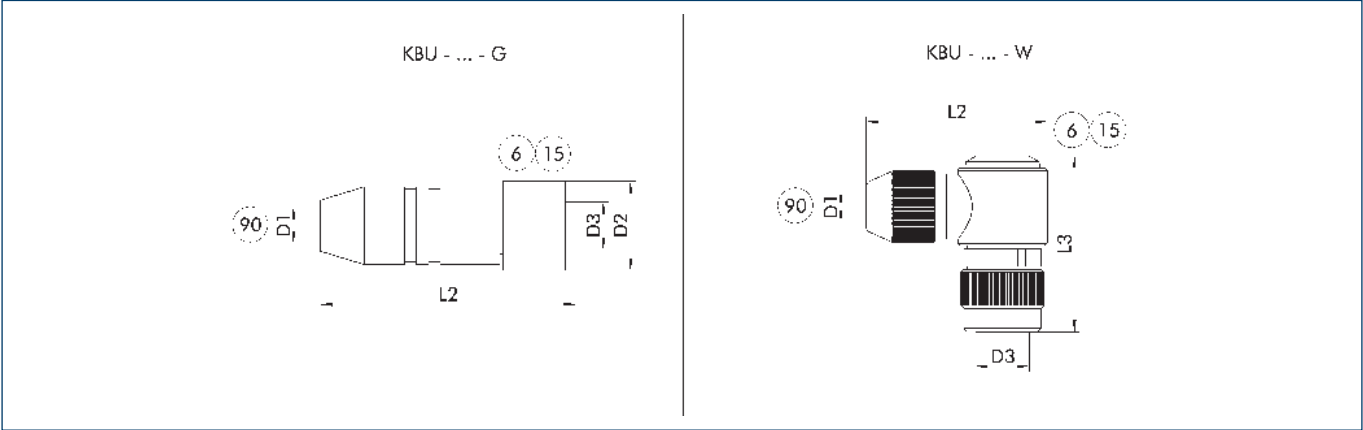 KBU - ... - G
6 15
90 D1
D3 D2
L2
KBU - ... - W
L2
6 15
90 D1
L3
D3